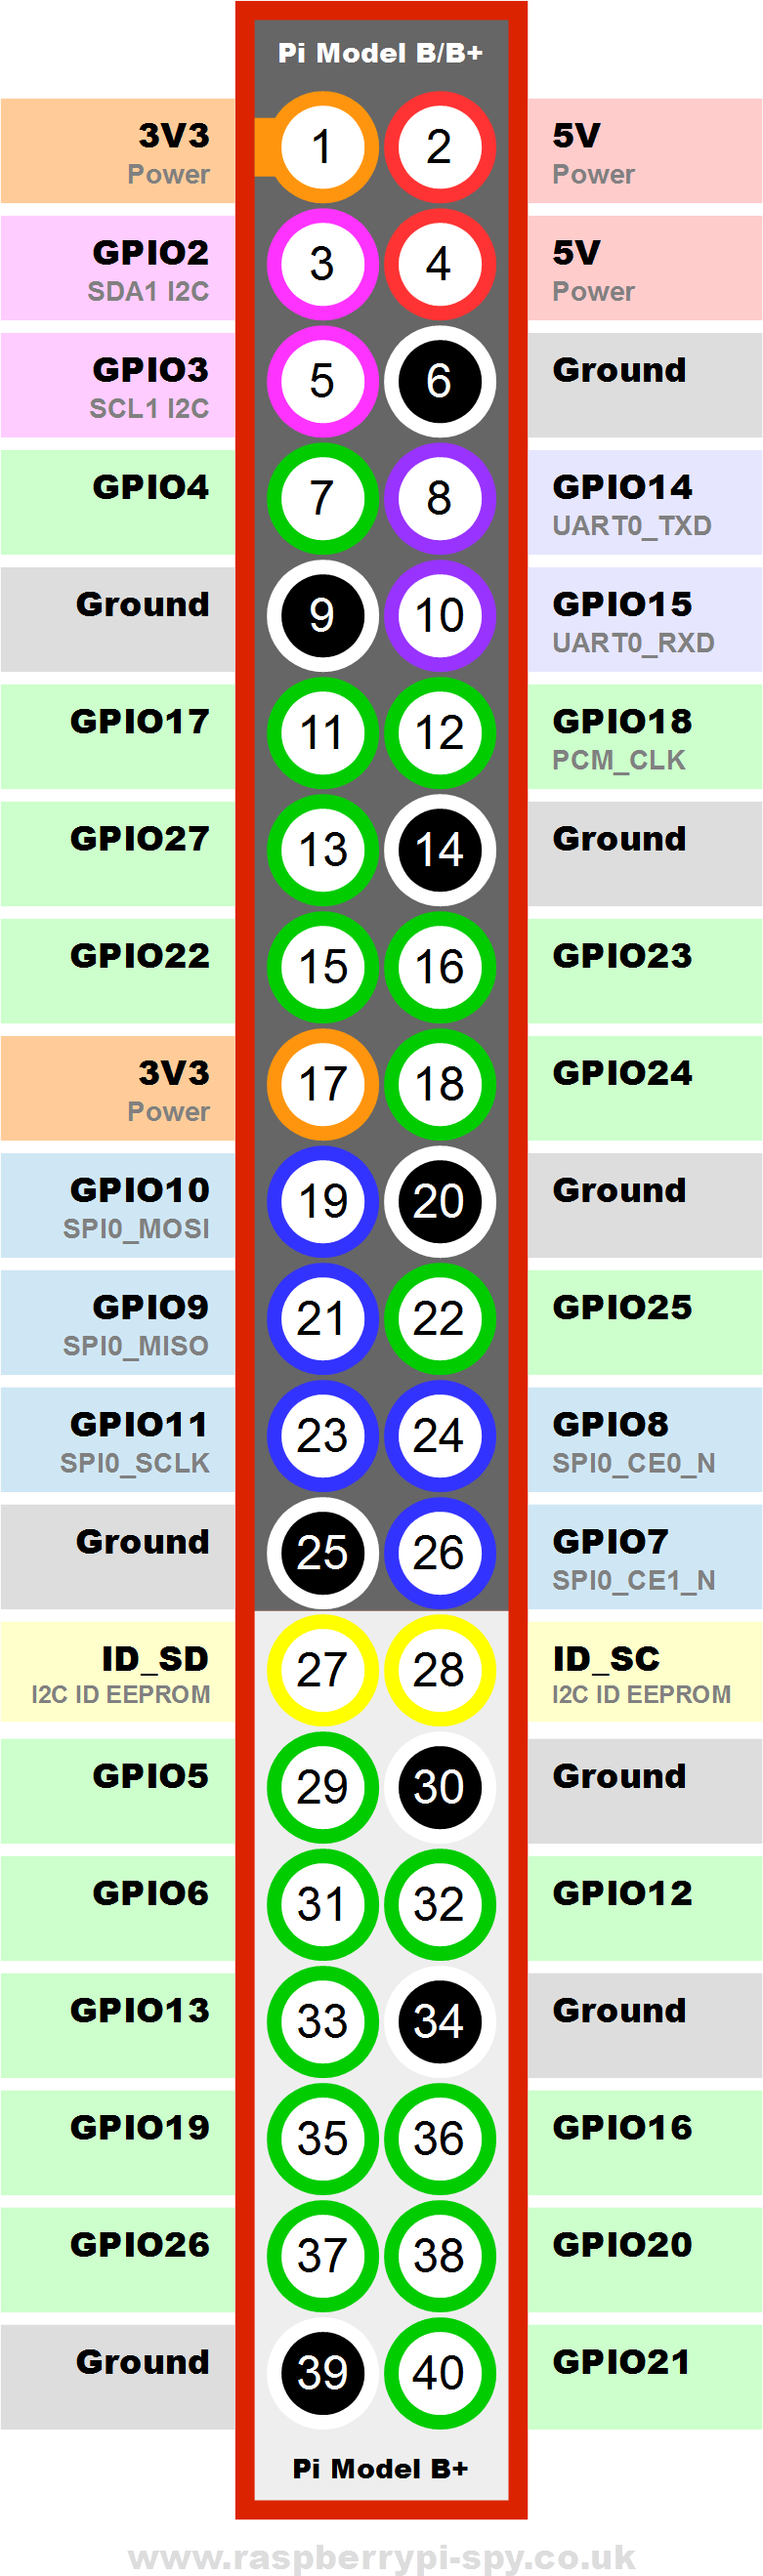 Pi Model B/B+
3V3 1 2 5V
Power Power
GPIO2 3 4 5V
SDA1 I2C Power
GPIO3 5 6 Ground
SCL1 I2C
GPIO4 7 8 GPIO14
UART0_TXD
Ground 9 10 GPIO15
UART0_RXD
GPIO17 11 12 GPIO18
PCM_CLK
GPIO27 13 14 Ground
GPIO22 15 16 GPIO23
3V3 17 18 GPIO24
Power
GPIO10 19 20 Ground
SPI0_MOSI
GPIO9 21 22 GPIO25
SPI0_MISO
GPIO11 23 24 GPIO8
SPI0_SCLK SPI0_CE0_N
Ground 25 26 GPIO7
SPI0_CE1_N
ID_SD 27 28 ID_SC
I2C ID EEPROM I2C ID EEPROM
GPIO5 29 30 Ground
GPIO6 31 32 GPIO12
GPIO13 33 34 Ground
GPIO19 35 36 GPIO16
GPIO26 37 38 GPIO20
Ground 39 40 GPIO21
Pi Model B+
www.raspberrypi-spy.co.uk